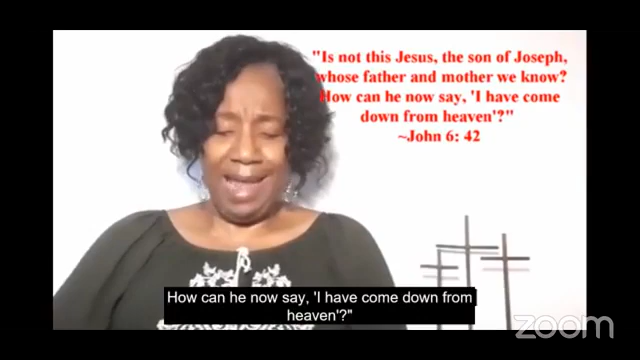 "Is not this Jesus, the son of Joseph,
whose father and mother we know?
How can he now say, 'I have come
down from heaven'?"
~John 6: 42
How can he now say, 'I have come down from
heaven'?"
zoom